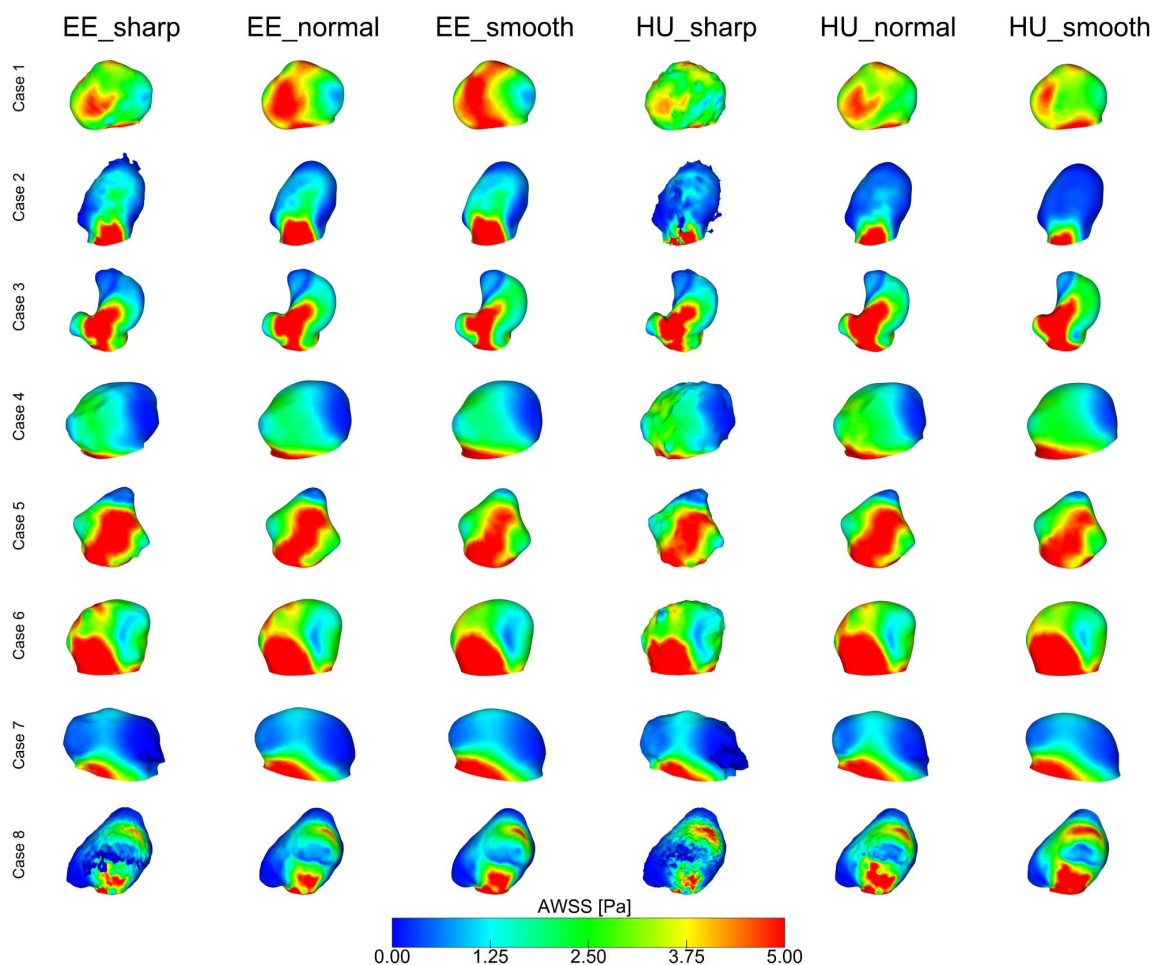 EE_sharp EE_normal EE_smooth HU_sharp HU_normal HU_smooth
Case 1
Case 2
Case 3
Case 4
Case 5
Case 6
Case 7
Case 8
AWSS [Pa]
0.00 1.25 2.50 3.75 5.00